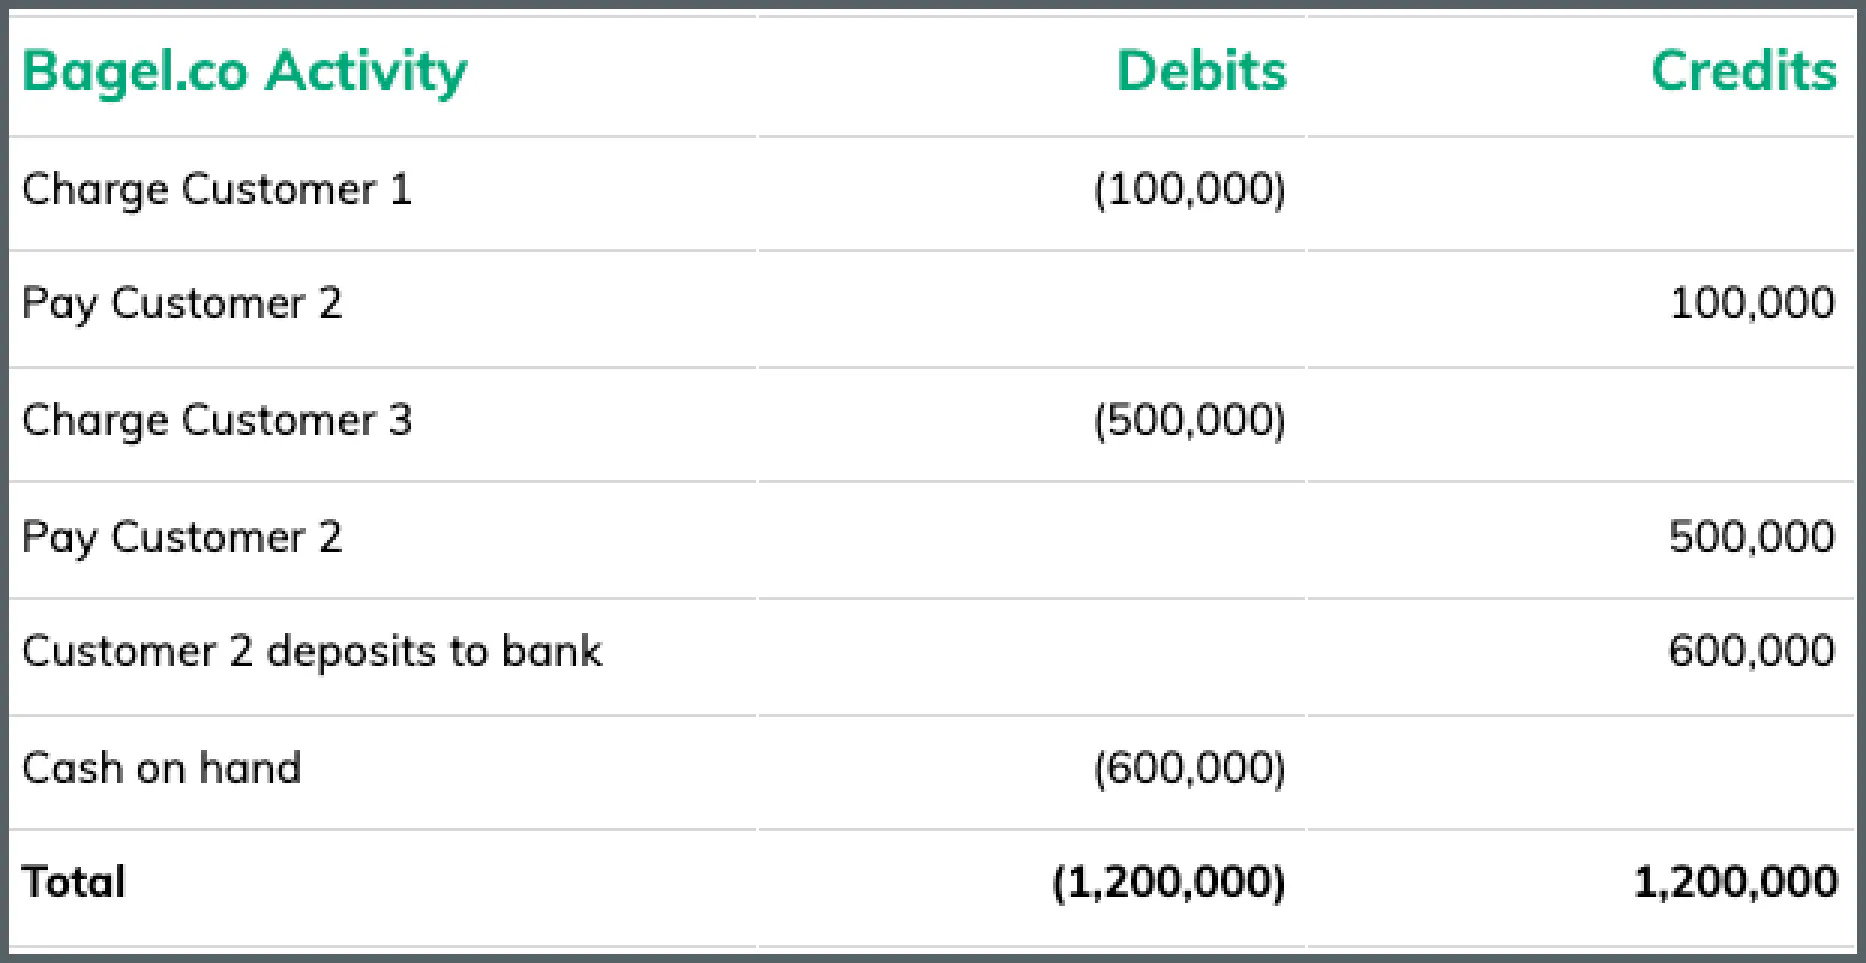 Bagel.co Activity Debits Credits
Charge Customer 1 (100,000)
Pay Customer 2 100,000
Charge Customer 3 (500,000)
Pay Customer 2 500,000
Customer 2 deposits to bank 600,000
Cash on hand (600,000)
Total (1,200,000) 1,200,000